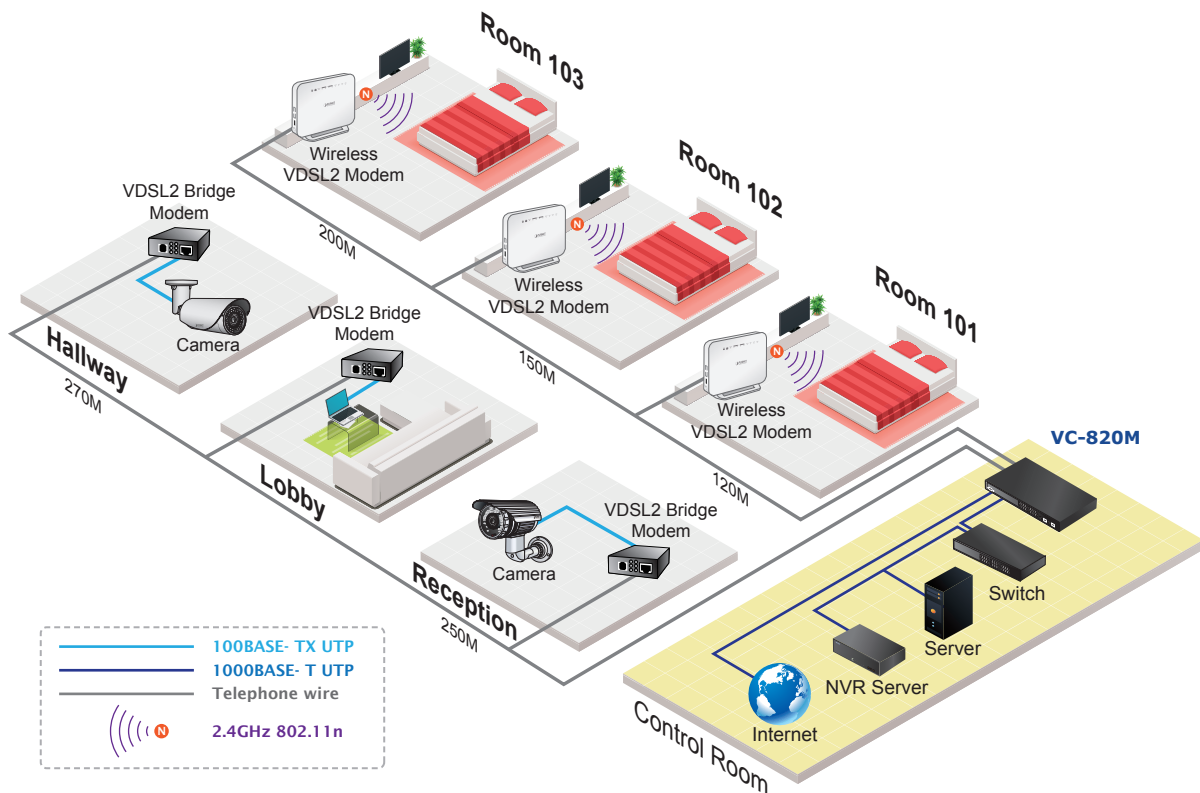 Room 103
N
Wireless
VDSL2 Modem
200M
Room 102
N
Wireless
VDSL2 Modem
150M
Room 101
N
Wireless
VDSL2 Modem
120M
VDSL2 Bridge
Modem
Camera
Hallway
270M
VDSL2 Bridge
Modem
Lobby
Camera
VDSL2 Bridge
Modem
Reception
250M
VC-820M
Switch
Server
NVR Server
Internet
Control Room
100BASE- TX UTP
1000BASE- T UTP
Telephone wire
N
2.4GHz 802.11n